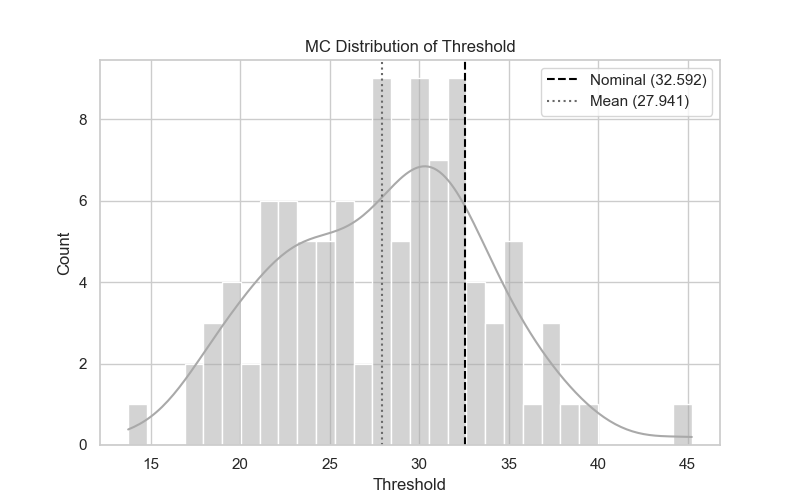 MC Distribution of Threshold
Nominal (32.592)
Mean (27.941)
8
6
4
2
0
Count
15 20 25 30 35 40 45
Threshold